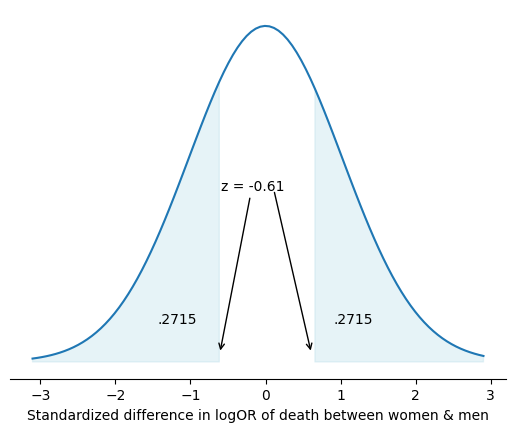 z = -0.61
.2715 .2715
−3 −2 −1 0 1 2 3
Standardized difference in logOR of death between women & men